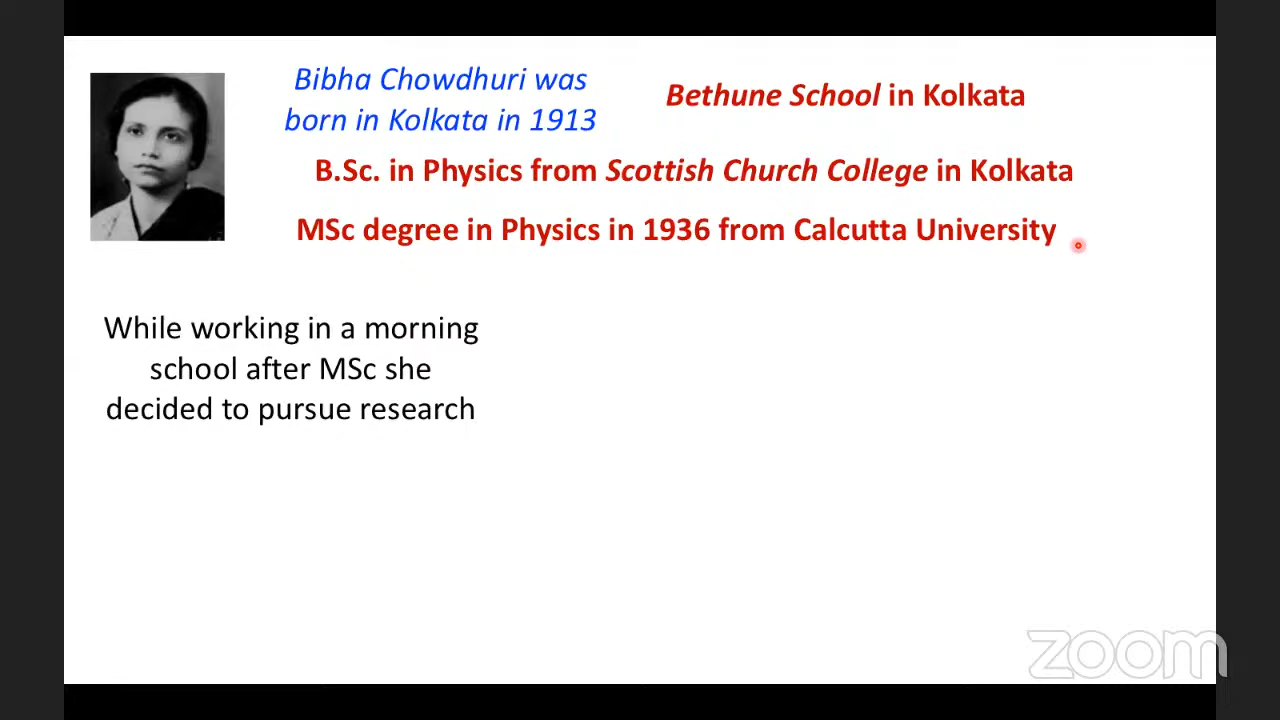 Bibha Chowdhuri was
born in Kolkata in 1913
Bethune School in Kolkata
B.Sc. in Physics from Scottish Church College in Kolkata
MSc degree in Physics in 1936 from Calcutta University
While working in a morning
school after MSc she
decided to pursue research
zoom